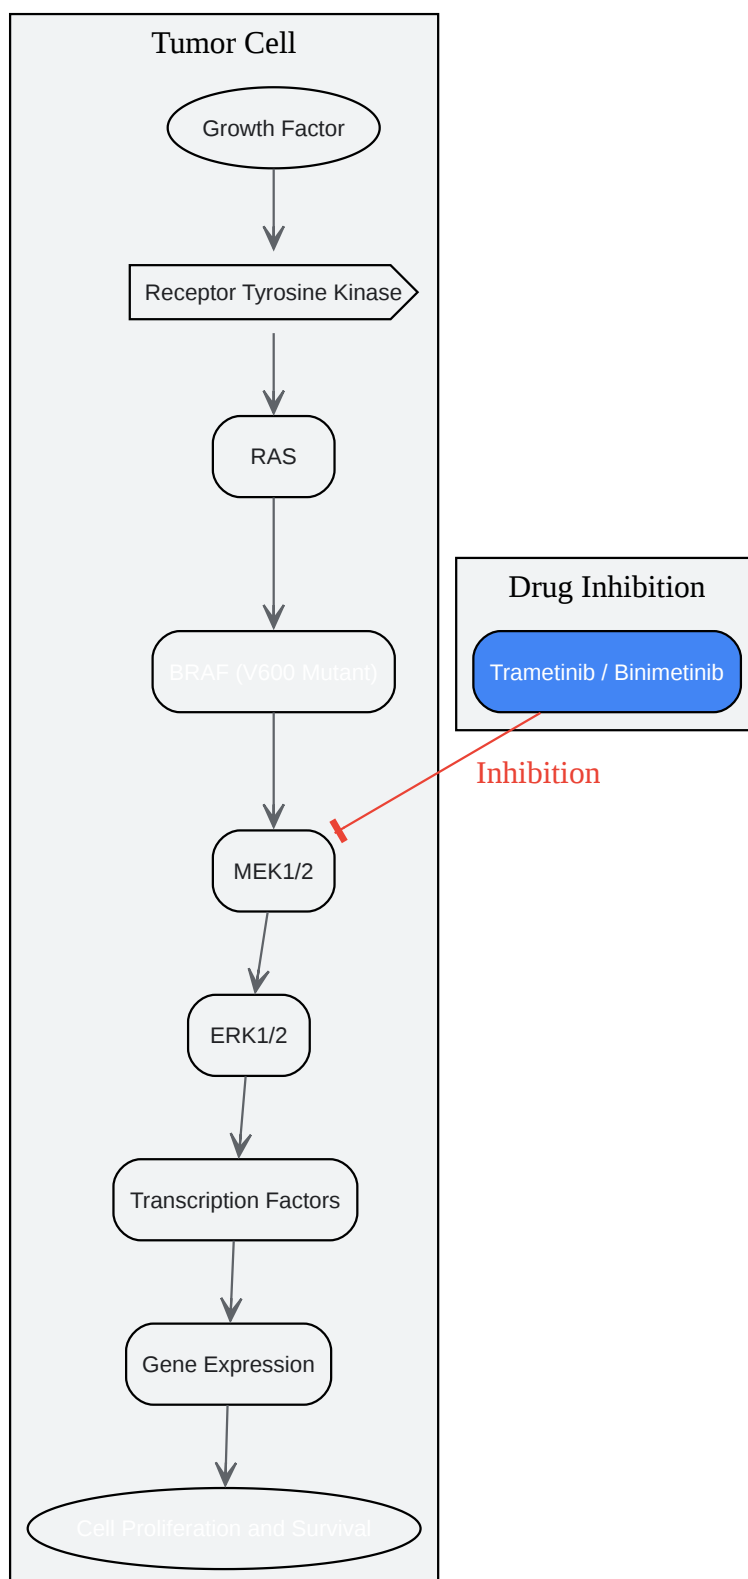 Tumor Cell
Growth Factor
Receptor Tyrosine Kinase
RAS
Drug Inhibition
BRAF (V600 Mutant)
Trametinib / Binimetinib
Inhibition
MEK1/2
ERK1/2
Transcription Factors
Gene Expression
Cell Proliferation and Survival